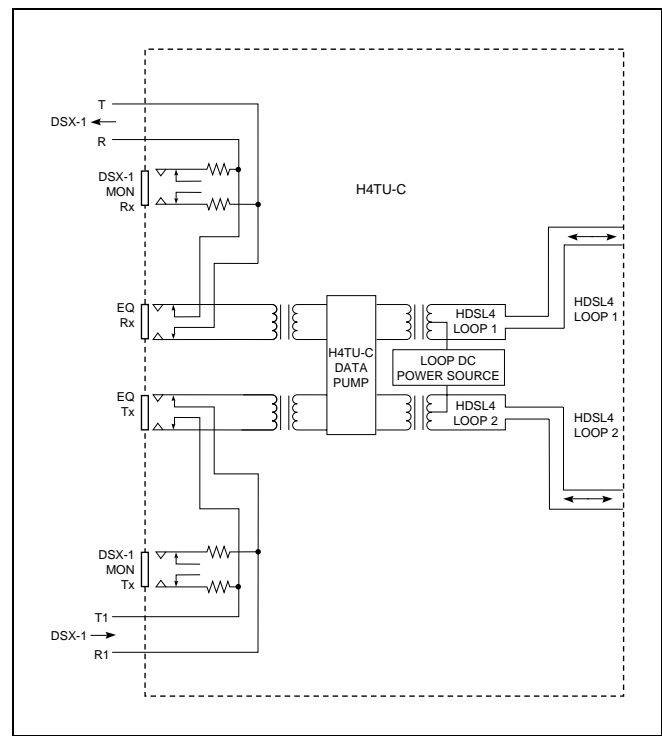 T
DSX-1
R
DSX-1
MON
Rx
H4TU-C
EQ
Rx
H4TU-C
DATA
PUMP
HDSL4
LOOP 1
HDSL4
LOOP 1
LOOP DC
POWER SOURCE
EQ
Tx
HDSL4
LOOP 2
HDSL4
LOOP 2
DSX-1
MON
Tx
T1
DSX-1
R1